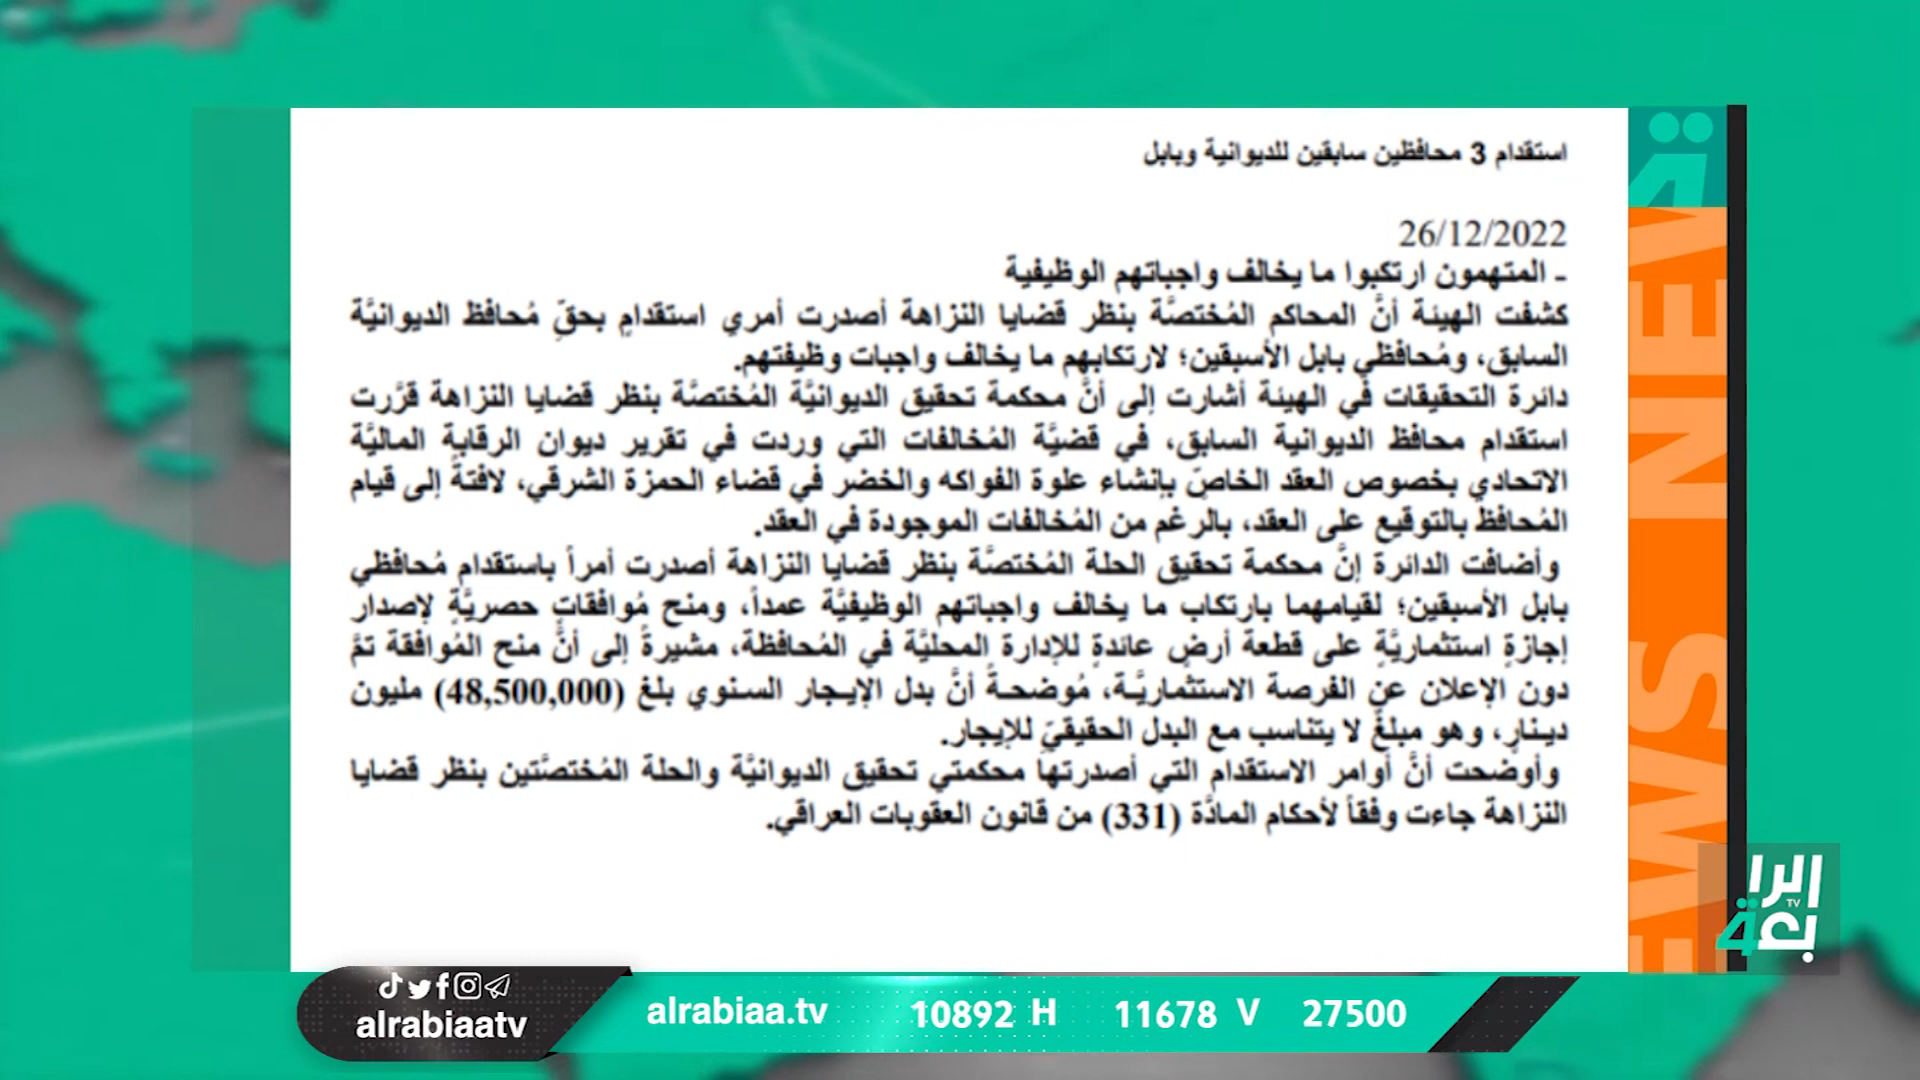 استقدام 3 محافظين سابقين للديوانية وبابل
26/12/2022
- المتهمون ارتكبوا ما يخالف واجباتهم الوظيفية
كشفت الهيئة أنَّ المحاكم المُختصَّة بنظر قضايا النزاهة أصدرت أمري استقدامٍ بحقِّ مُحافظ الديوانيَّة
السابق، ومُحافظي بابل الأسبقين؛ لارتكابهم ما يخالف واجبات وظيفتهم.
دائرة التحقيقات في الهيئة أشارت إلى أنَّ محكمة تحقيق الديوانيَّة المُختصَّة بنظر قضايا النزاهة قرَّرت
استقدام محافظ الديوانية السابق، في قضيَّة المُخالفات التي وردت في تقرير ديوان الرقابة الماليَّة
الاتحادي بخصوص العقد الخاصِّ بإنشاء علوة الفواكه والخضر في قضاء الحمزة الشرقي، لافتةً إلى قيام
المُحافظ بالتوقيع على العقد، بالرغم من المُخالفات الموجودة في العقد.
وأضافت الدائرة إنَّ محكمة تحقيق الحلة المُختصَّة بنظر قضايا النزاهة أصدرت أمراً باستقدام مُحافظي
بابل الأسبقين؛ لقيامهما بارتكاب ما يخالف واجباتهم الوظيفيَّة عمداً، ومنح مُوافقاتٍ حصريَّةٍ لإصدار
إجازةٍ استثماريَّةٍ على قطعة أرضٍ عائدةٍ للإدارة المحليَّة في المُحافظة، مشيرةً إلى أنَّ منح المُوافقة تمَّ
دون الإعلان عن الفرصة الاستثماريَّـة، مُوضحـةً أنَّ بدل الإيـجار السـنوي بلغ (48,500,000) مليون
ديـنارٍ، وهو مبلغٌ لا يتناسب مع البدل الحقيقيِّ للإيجار.
وأوضحت أنَّ أوامر الاستقدام التي أصدرتها محكمتي تحقيق الديوانيَّة والحلة المُختصَّتين بنظر قضايا
النزاهة جاءت وفقاً لأحكام المادَّة (331) من قانون العقوبات العراقي.
NEWS NEW
الرا
TV
بعة
alrabiaatv
alrabiaa.tv 10892 H 11678 V 27500